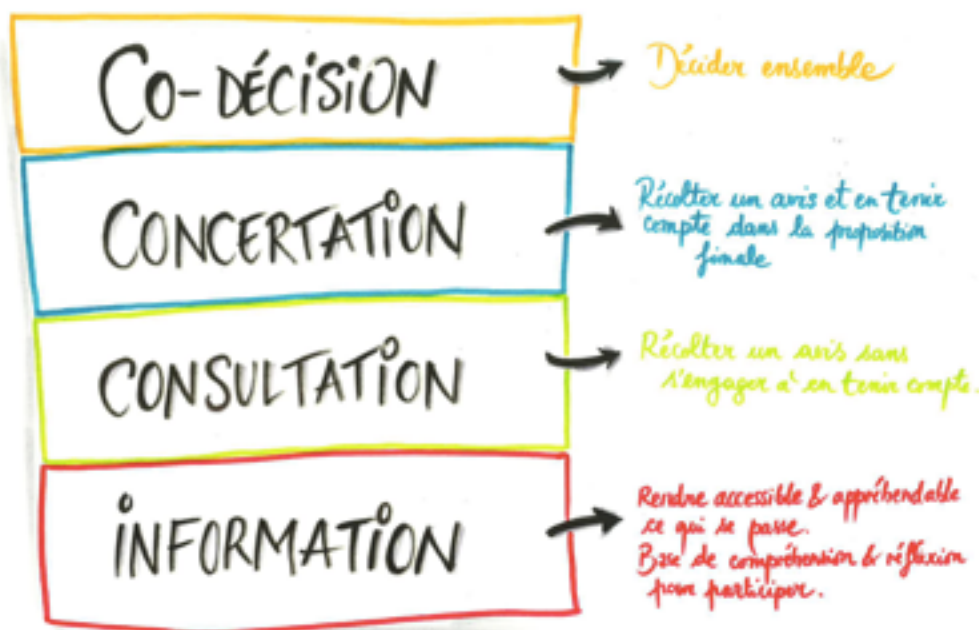 CO-DÉCISION
Décider ensemble
CONCERTATION
Récolter un avis et en tenir
compte dans la proposition
finale
CONSULTATION
Récolter un avis sans
s'engager à en tenir compte.
INFORMATION
Rendre accessible & appréhendable
ce qui se passe.
Base de compréhension & réflexion
pour participer.